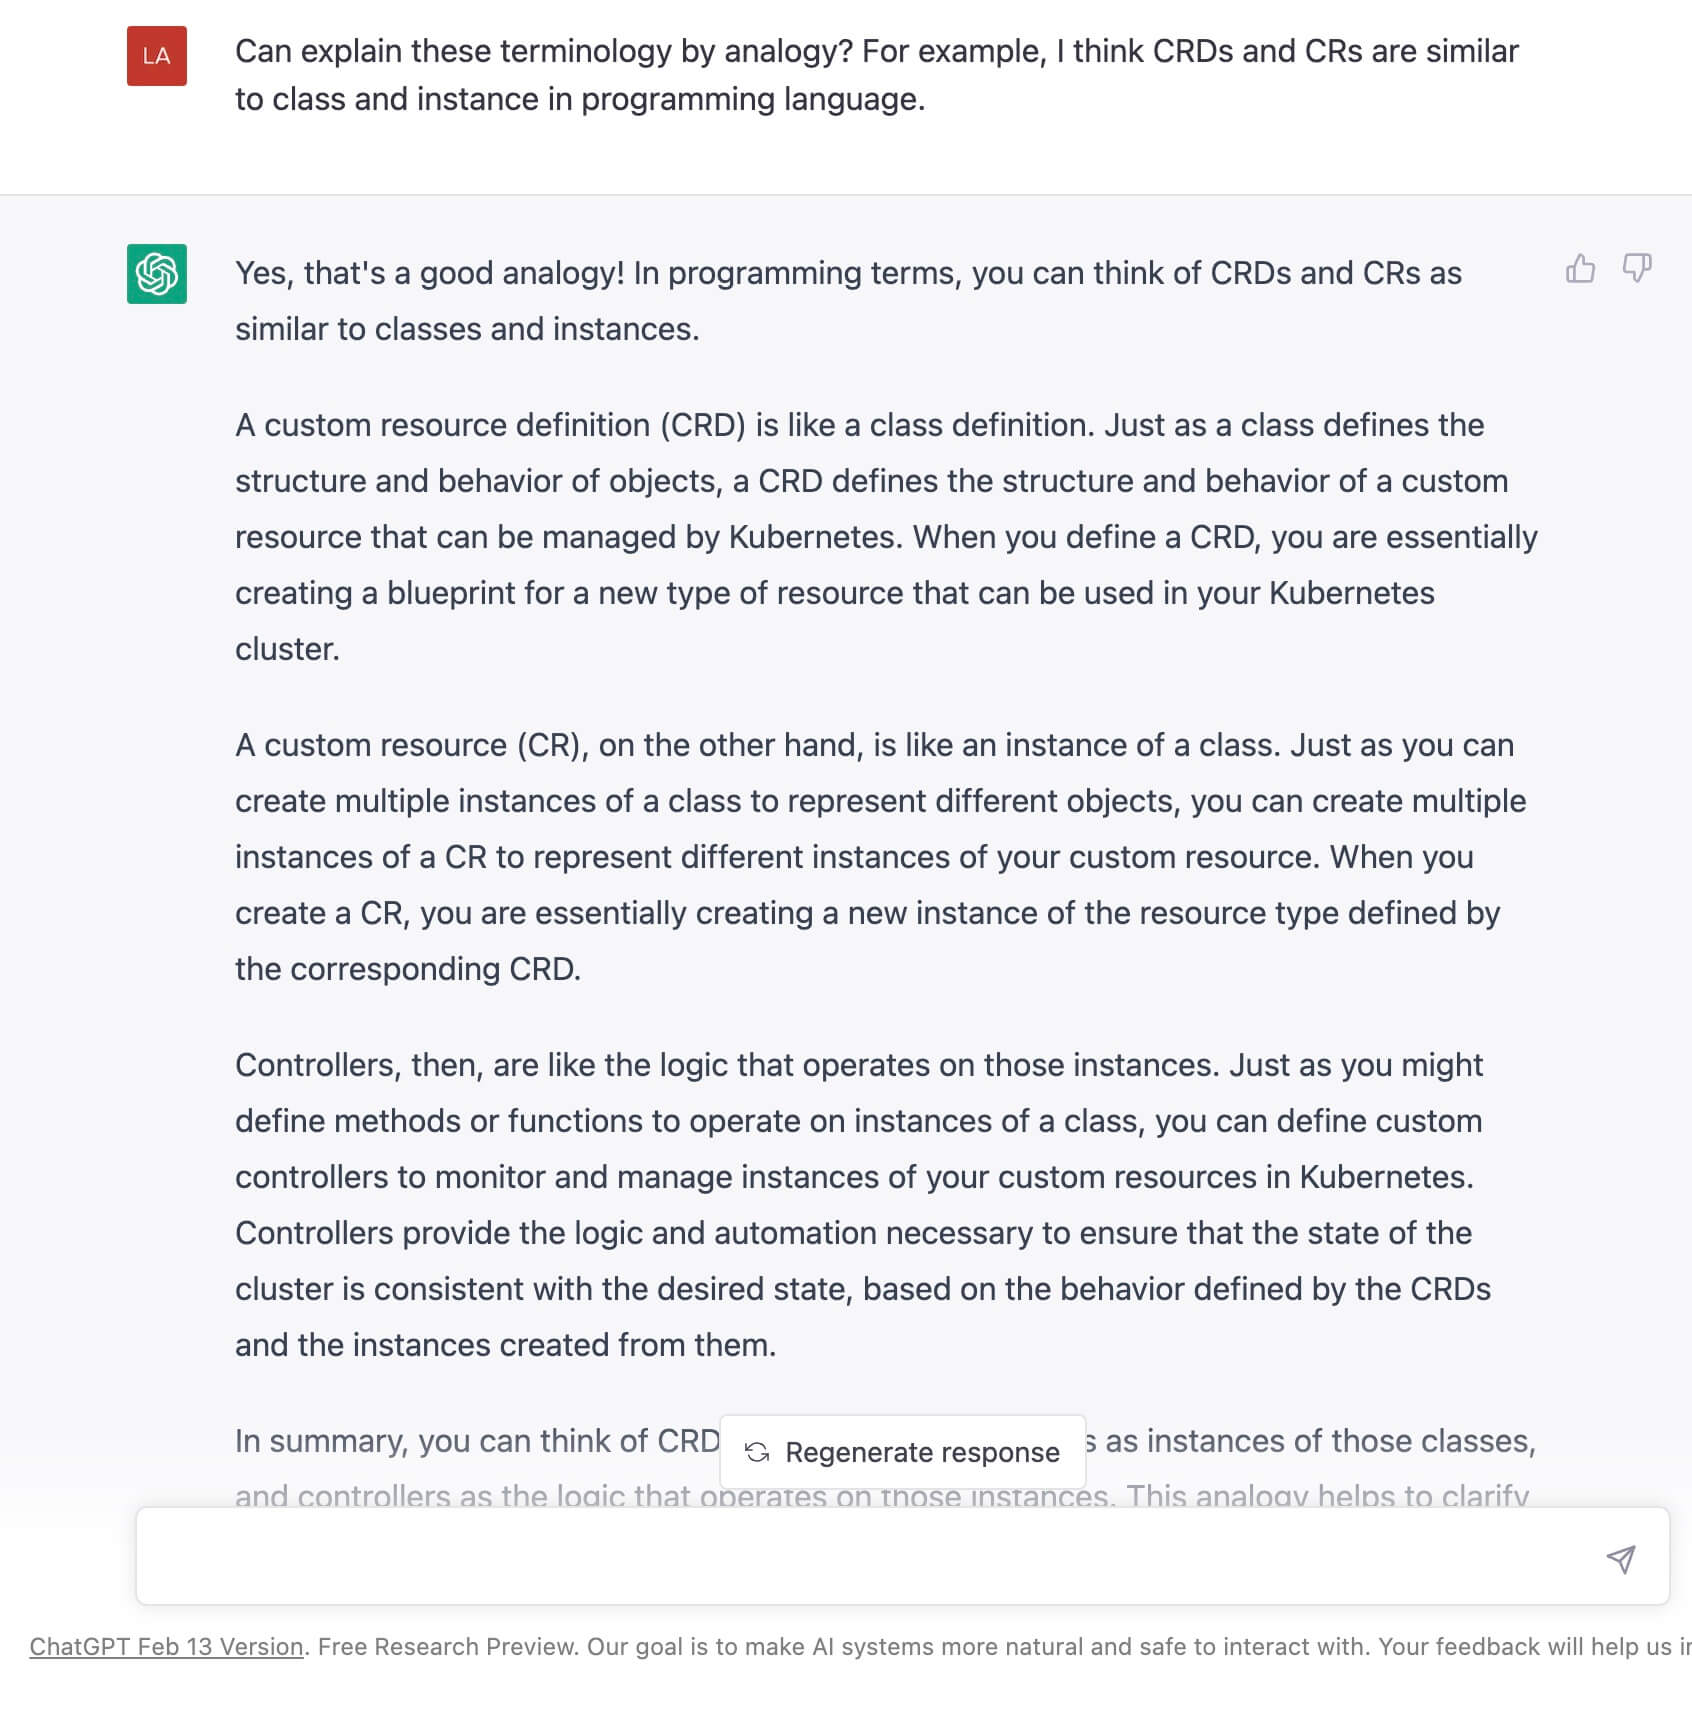 LA
Can explain these terminology by analogy? For example, I think CRDs and CRs are similar
to class and instance in programming language.
Yes, that's a good analogy! In programming terms, you can think of CRDs and CRs as
similar to classes and instances.
A custom resource definition (CRD) is like a class definition. Just as a class defines the
structure and behavior of objects, a CRD defines the structure and behavior of a custom
resource that can be managed by Kubernetes. When you define a CRD, you are essentially
creating a blueprint for a new type of resource that can be used in your Kubernetes
cluster.
A custom resource (CR), on the other hand, is like an instance of a class. Just as you can
create multiple instances of a class to represent different objects, you can create multiple
instances of a CR to represent different instances of your custom resource. When you
create a CR, you are essentially creating a new instance of the resource type defined by
the corresponding CRD.
Controllers, then, are like the logic that operates on those instances. Just as you might
define methods or functions to operate on instances of a class, you can define custom
controllers to monitor and manage instances of your custom resources in Kubernetes.
Controllers provide the logic and automation necessary to ensure that the state of the
cluster is consistent with the desired state, based on the behavior defined by the CRDs
and the instances created from them.
In summary, you can think of CRD s as instances of those classes,
Regenerate response
and controllers as the logic that operates on those instances. This analogy helps to clarify
ChatGPT Feb 13 Version. Free Research Preview. Our goal is to make AI systems more natural and safe to interact with. Your feedback will help us